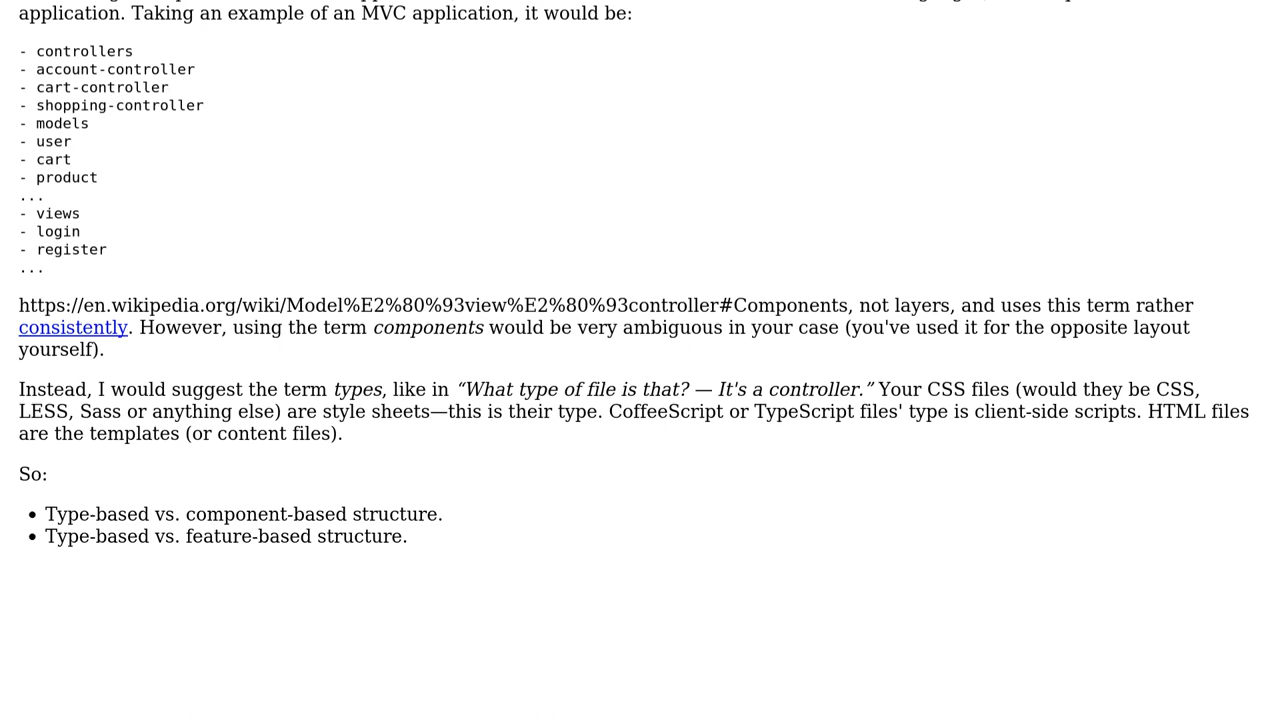 application. Taking an example of an MVC application, it would be:
- controllers
- account-controller
- cart-controller
- shopping-controller
- models
- user
- cart
- product
...
- views
- login
- register
...
https://en.wikipedia.org/wiki/Model%E2%80%93view%E2%80%93controller#Components, not layers, and uses this term rather
consistently. However, using the term components would be very ambiguous in your case (you've used it for the opposite layout
yourself).
Instead, I would suggest the term types, like in “What type of file is that? — It's a controller.” Your CSS files (would they be CSS,
LESS, Sass or anything else) are style sheets—this is their type. CoffeeScript or TypeScript files' type is client-side scripts. HTML files
are the templates (or content files).
So:
• Type-based vs. component-based structure.
• Type-based vs. feature-based structure.